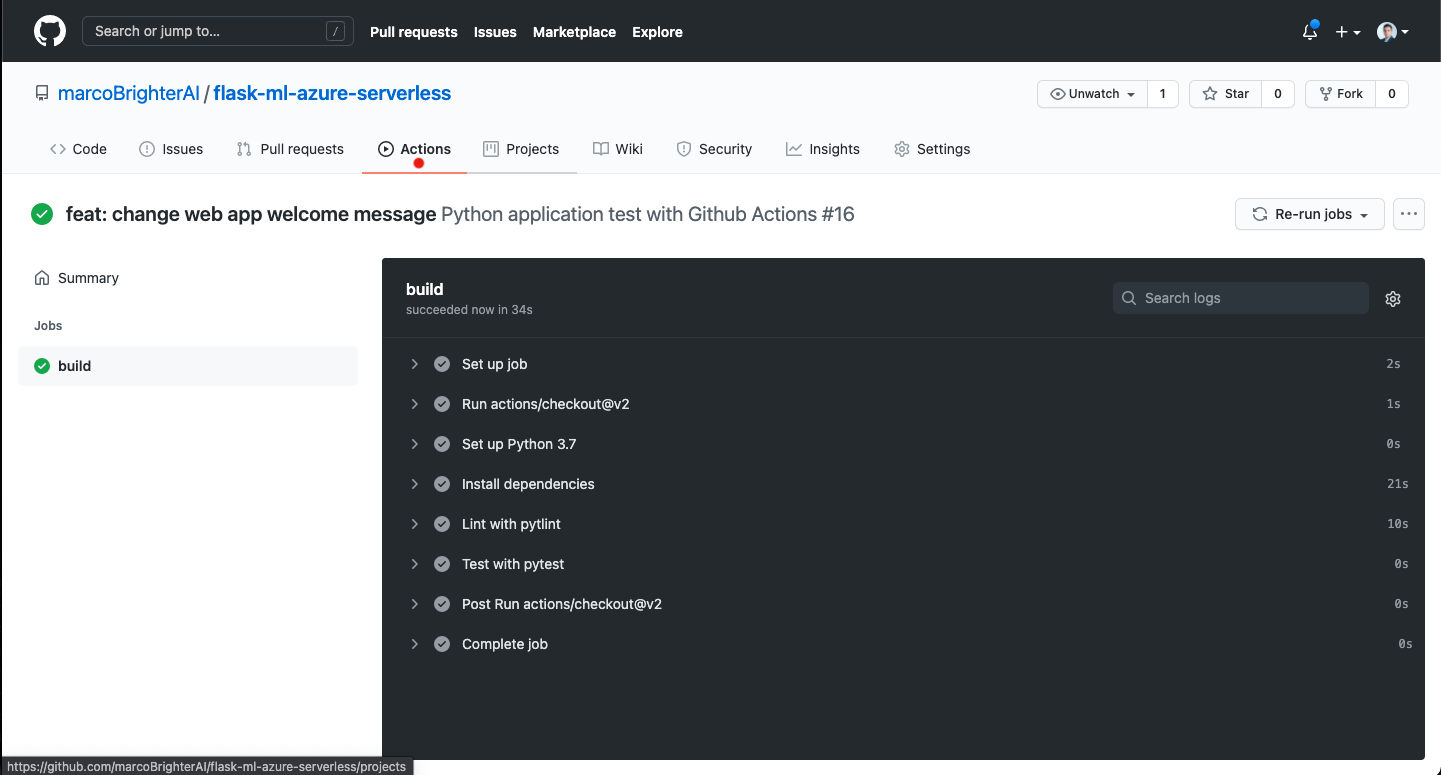 Search or jump to... / Pull requests Issues Marketplace Explore
marcoBrighterAI / flask-ml-azure-serverless Unwatch 1 Star 0 Fork 0
Code Issues Pull requests Actions Projects Wiki Security Insights Settings
feat: change web app welcome message Python application test with Github Actions #16 Re-run jobs
Summary
Jobs
build
build
succeeded now in 34s
Search logs
Set up job 2s
Run actions/checkout@v2 1s
Set up Python 3.7 0s
Install dependencies 21s
Lint with pytlint 10s
Test with pytest 0s
Post Run actions/checkout@v2 0s
Complete job 0s
https://github.com/marcoBrighterAI/flask-ml-azure-serverless/projects